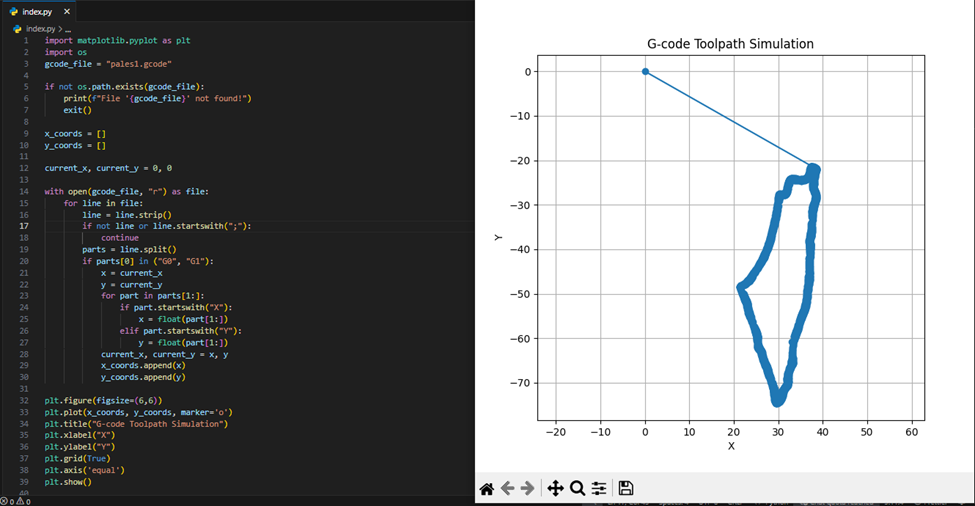 index.py
index.py > ...
1 import matplotlib.pyplot as plt
2 import os
3 gcode_file = "pales1.gcode"
4
5 if not os.path.exists(gcode_file):
6 print(f"File '{gcode_file}' not found!")
7 exit()
8
9 x_coords = []
10 y_coords = []
11
12 current_x, current_y = 0, 0
13
14 with open(gcode_file, "r") as file:
15 for line in file:
16 line = line.strip()
17 if not line or line.startswith(";"):
18 continue
19 parts = line.split()
20 if parts[0] in ("G0", "G1"):
21 x = current_x
22 y = current_y
23 for part in parts[1:]:
24 if part.startswith("X"):
25 x = float(part[1:])
26 elif part.startswith("Y"):
27 y = float(part[1:])
28 current_x, current_y = x, y
29 x_coords.append(x)
30 y_coords.append(y)
31
32 plt.figure(figsize=(6,6))
33 plt.plot(x_coords, y_coords, marker='o')
34 plt.title("G-code Toolpath Simulation")
35 plt.xlabel("X")
36 plt.ylabel("Y")
37 plt.grid(True)
38 plt.axis('equal')
39 plt.show()
40
0 0
G-code Toolpath Simulation
0
−10
−20
−30
−40
−50
−60
−70
Y
−20 −10 0 10 20 30 40 50 60
X